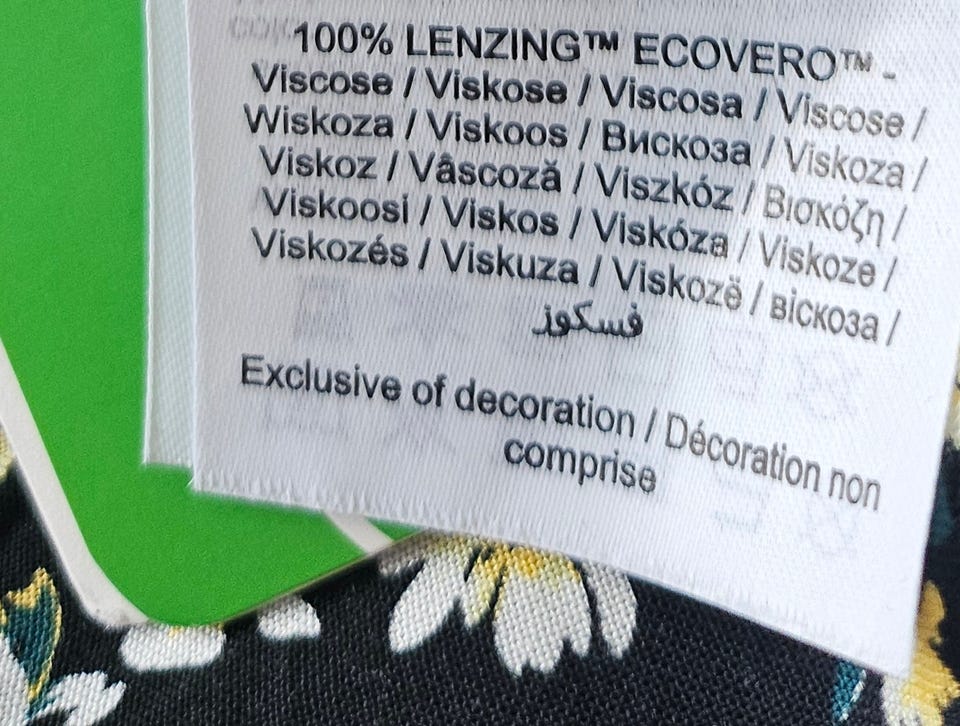 100% LENZING™ ECOVERO™ -
Viscose / Viskose / Viscosa / Viscose /
Wiskoza / Viskoos / Вискоза / Viskoza /
Viskoz / Vâscoză / Viszkóz / Βισκόζη /
Viskoosi / Viskos / Viskóza / Viskoze /
Viskozés / Viskuza / Viskozë / віскоза /
فسكوز
Exclusive of decoration / Décoration non
comprise